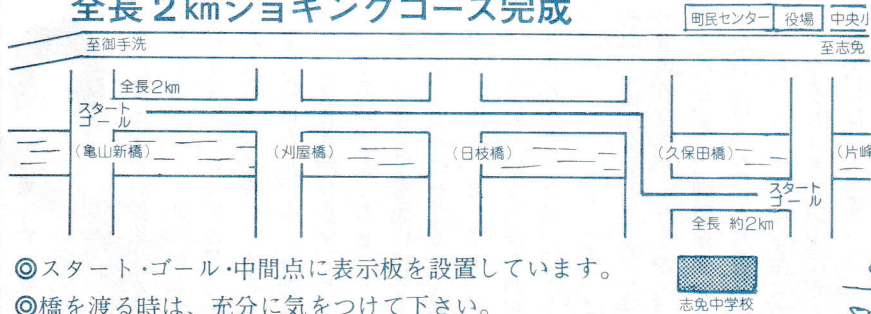 全長2kmジョギングコース完成
町民センター
役場
中央小
至御手洗
至志免
全長2km
スタート
ゴール
(亀山新橋)
(刈屋橋)
(日枝橋)
(久保田橋)
(片峰
スタート
ゴール
全長 約2km
◎スタート・ゴール・中間点に表示板を設置しています。
志免中学校
◎橋を渡る時は、充分に気をつけて下さい。